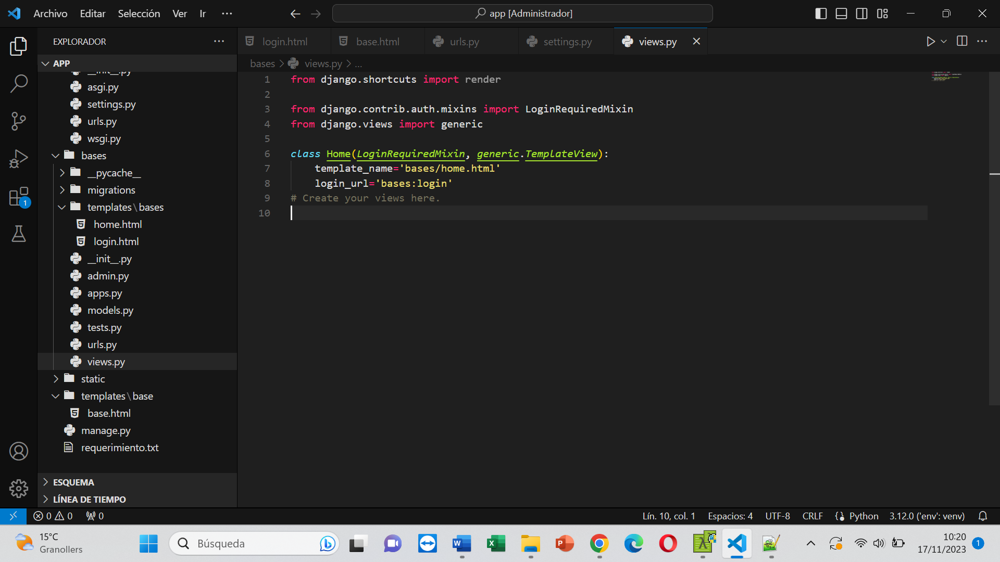 Archivo Editar Selección Ver Ir ···
app [Administrador]
EXPLORADOR ···
login.html base.html urls.py settings.py views.py
APP
bases > views.py > ...
__init__.py
asgi.py
settings.py
urls.py
wsgi.py
bases
__pycache__
migrations
templates\bases
home.html
login.html
__init__.py
admin.py
apps.py
models.py
tests.py
urls.py
views.py
static
templates\base
base.html
manage.py
requerimiento.txt
ESQUEMA
LÍNEA DE TIEMPO
1
1 from django.shortcuts import render
2
3 from django.contrib.auth.mixins import LoginRequiredMixin
4 from django.views import generic
5
6 class Home(LoginRequiredMixin, generic.TemplateView):
7 template_name='bases/home.html'
8 login_url='bases:login'
9 # Create your views here.
10
0 0 0
Lín. 10, col. 1 Espacios: 4 UTF-8 CRLF Python 3.12.0 ('env': venv)
15°C
Granollers
Búsqueda
10:20
17/11/2023
1